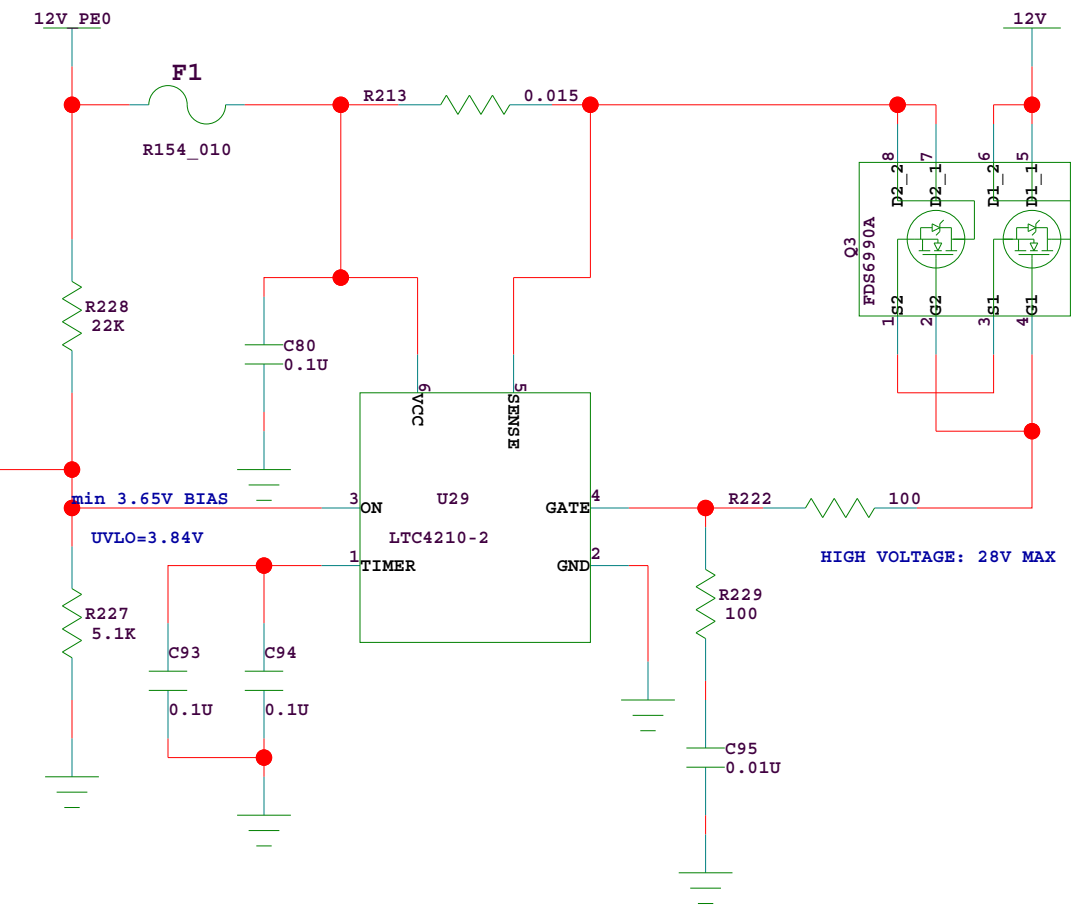 12V_PE0
12V
F1
R154_010
R213
0.015
8
7
6
5
D2_2
D2_1
D1_2
D1_1
Q3
FDS6990A
S2
G2
S1
G1
1
2
3
4
R228
22K
C80
0.1U
6
5
VCC
SENSE
min 3.65V BIAS
UVLO=3.84V
3
ON
U29
LTC4210-2
GATE
4
1
TIMER
GND
2
R222
100
HIGH VOLTAGE: 28V MAX
R227
5.1K
C93
0.1U
C94
0.1U
R229
100
C95
0.01U